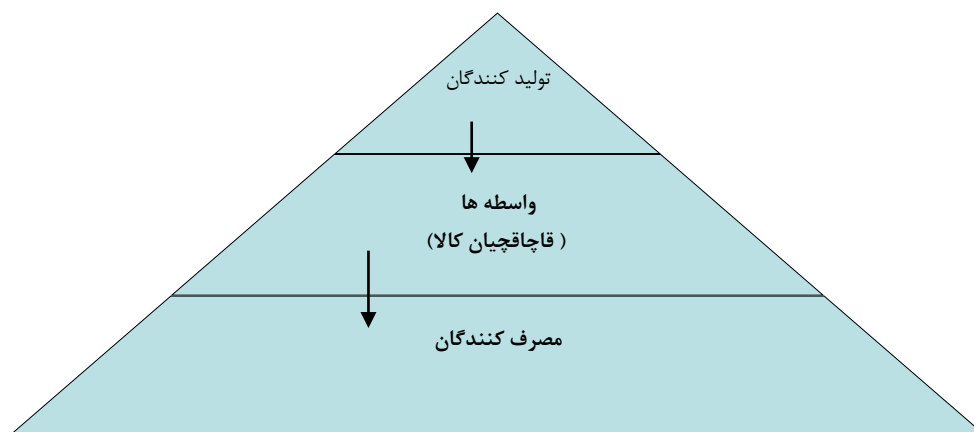 تولید کنندگان
واسطه ها
( قاچاقچیان کالا)
مصرف کنندگان